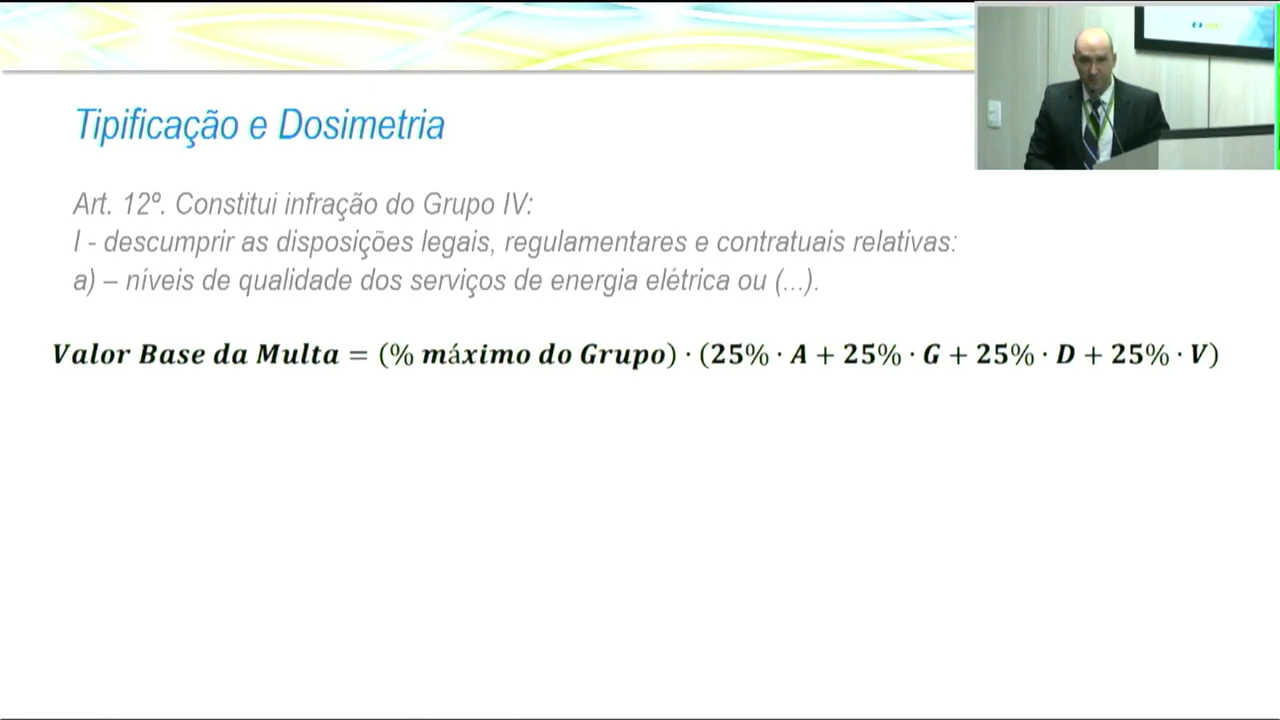 Tipificação e Dosimetria
Art. 12º. Constitui infração do Grupo IV:
I - descumprir as disposições legais, regulamentares e contratuais relativas:
a) – níveis de qualidade dos serviços de energia elétrica ou (...).
Valor Base da Multa = (% máximo do Grupo) · (25% · A + 25% · G + 25% · D + 25% · V)